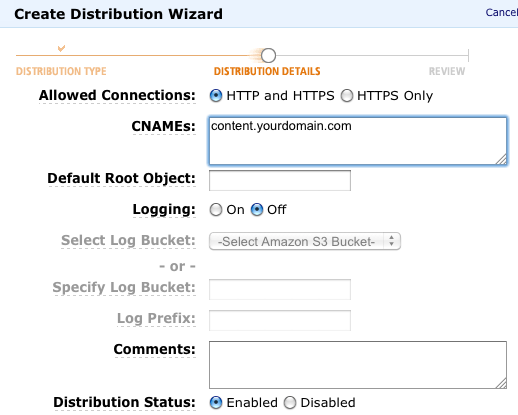 Create Distribution Wizard Cancel
DISTRIBUTION TYPE DISTRIBUTION DETAILS REVIEW
Allowed Connections: HTTP and HTTPS HTTPS Only
CNAMEs: content.yourdomain.com
Default Root Object:
Logging: On Off
Select Log Bucket: -Select Amazon S3 Bucket-
- or -
Specify Log Bucket:
Log Prefix:
Comments:
Distribution Status: Enabled Disabled